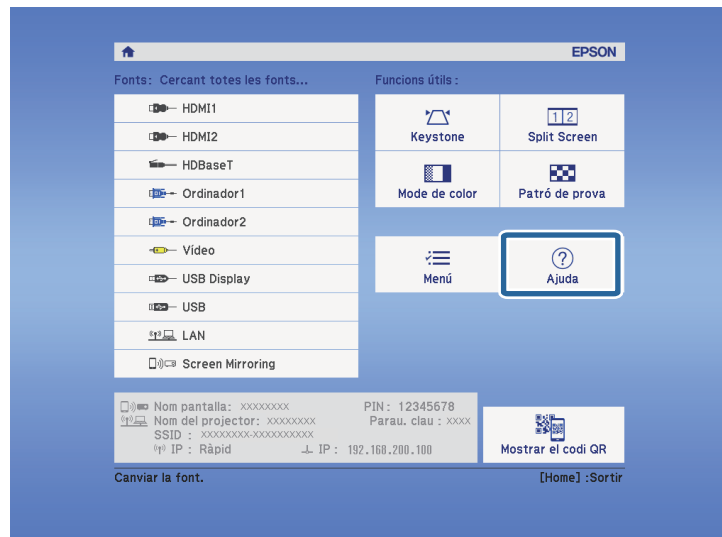 EPSON
Fonts: Cercant totes les fonts...
HDMI1
HDMI2
HDBaseT
Ordinador1
Ordinador2
Vídeo
USB Display
USB
LAN
Screen Mirroring
Funcions útils :
Keystone
1 2
Split Screen
Mode de color
Patró de prova
Menú
?
Ajuda
Nom pantalla: XXXXXXXX PIN: 12345678
Nom del projector: XXXXXXXX Parau. clau : XXXX
SSID : XXXXXXXX-XXXXXXXXXX
IP : Ràpid IP : 192.168.200.100
Mostrar el codi QR
Canviar la font. [Home] :Sortir